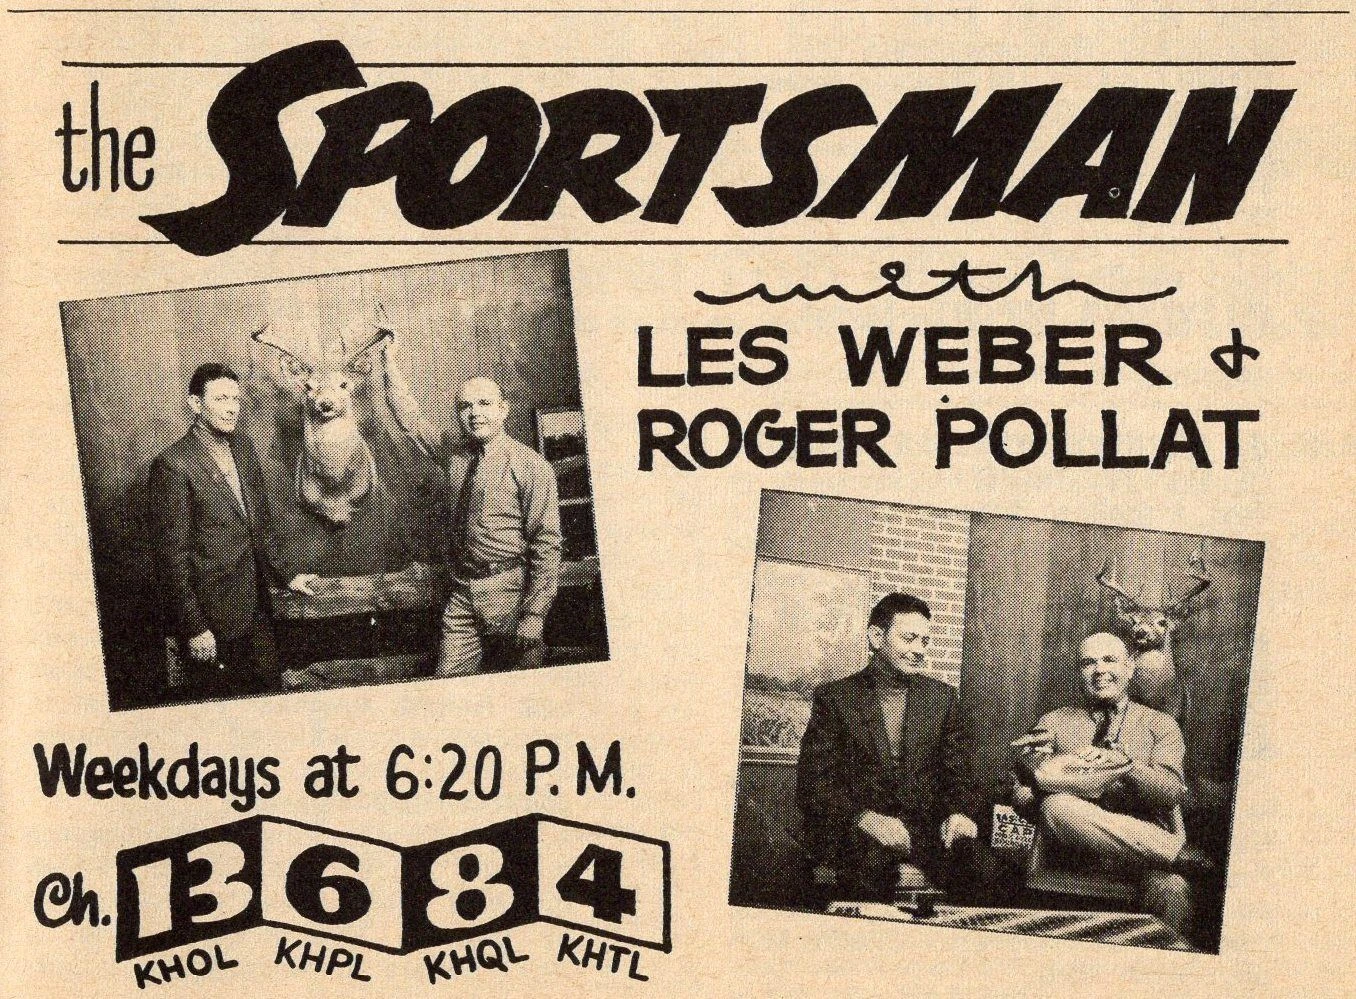 the SPORTSMAN
with
LES WEBER &
ROGER POLLAT
Weekdays at 6:20 P.M.
Ch. 13 6 8 4
KHOL KHPL KHQL KHTL
CAP